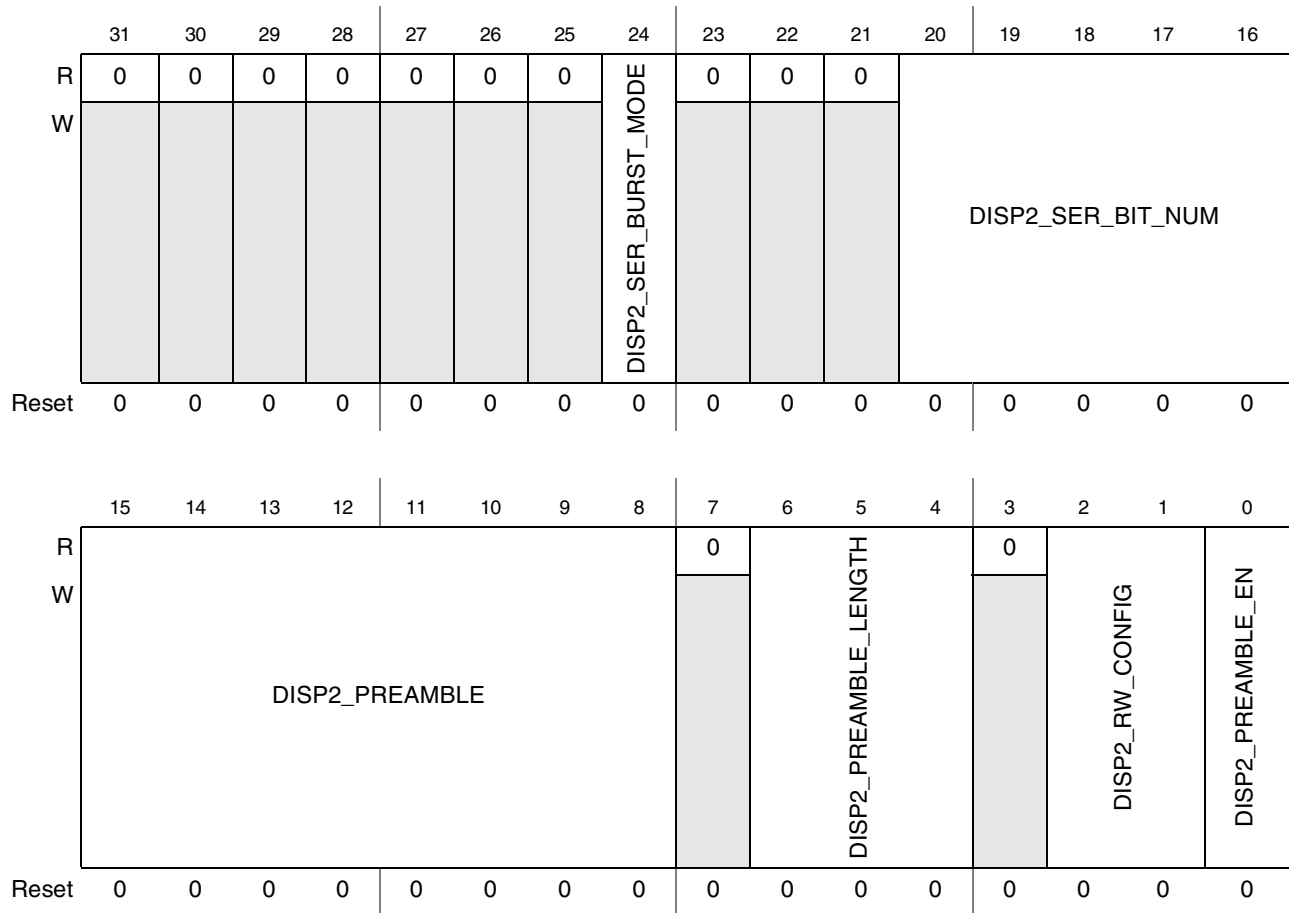 31 30 29 28 27 26 25 24 23 22 21 20 19 18 17 16
R 0 0 0 0 0 0 0 DISP2_SER_BURST_MODE 0 0 0 DISP2_SER_BIT_NUM
W
Reset 0 0 0 0 0 0 0 0 0 0 0 0 0 0 0 0
15 14 13 12 11 10 9 8 7 6 5 4 3 2 1 0
R DISP2_PREAMBLE 0 DISP2_PREAMBLE_LENGTH 0 DISP2_RW_CONFIG DISP2_PREAMBLE_EN
W
Reset 0 0 0 0 0 0 0 0 0 0 0 0 0 0 0 0